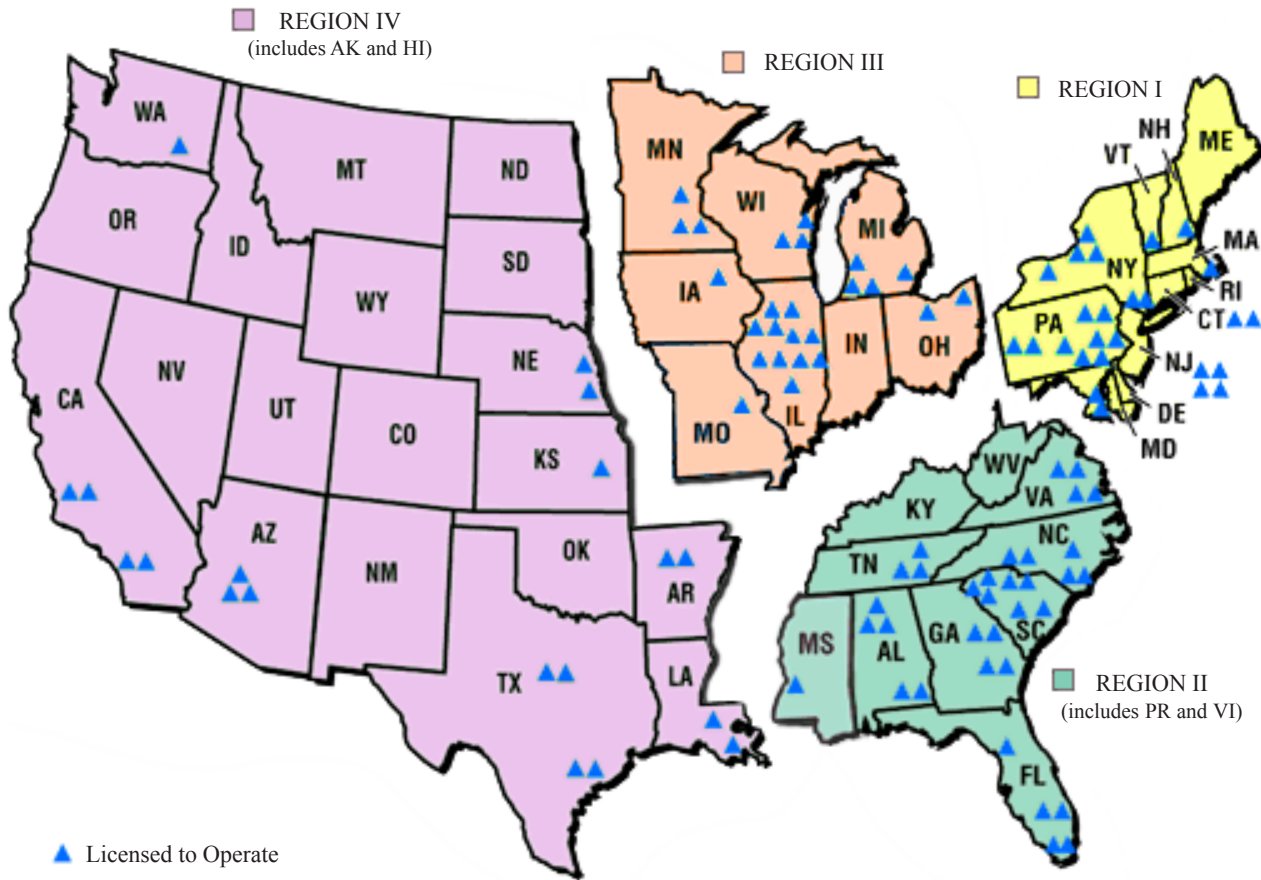 REGION IV
(includes AK and HI)
REGION III
REGION I
WA
MT
ND
OR
ID
SD
WY
NE
NV
CA
UT
CO
KS
AZ
NM
OK
AR
TX
LA
MN
WI
MI
IA
IL
IN
OH
MO
NH
ME
VT
MA
NY
RI
CT
PA
NJ
DE
MD
WV
VA
KY
NC
TN
SC
MS
AL
GA
FL
REGION II
(includes PR and VI)
Licensed to Operate